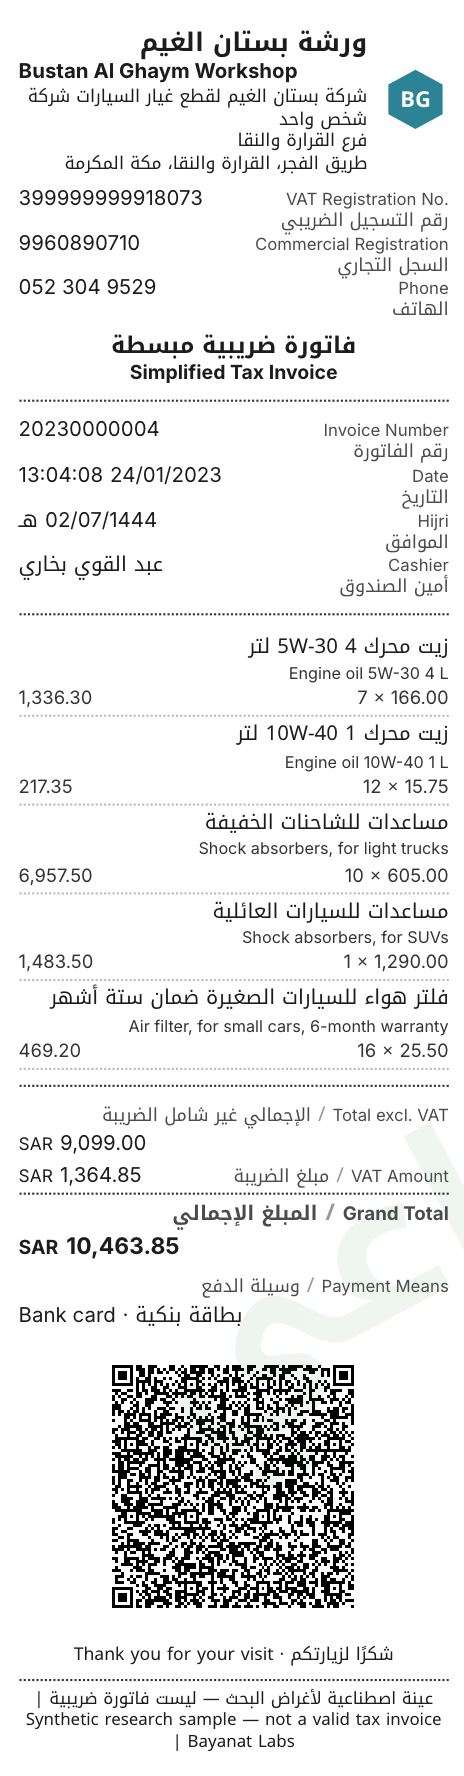 ورشة بستان الغيم
Bustan Al Ghaym Workshop
شركة بستان الغيم لقطع غيار السيارات شركة
شخص واحد
فرع القرارة والنقا
طريق الفجر، القرارة والنقا، مكة المكرمة
BG
VAT Registration No. 399999999918073
رقم التسجيل الضريبي
Commercial Registration 9960890710
السجل التجاري
Phone 052 304 9529
الهاتف
فاتورة ضريبية مبسطة
Simplified Tax Invoice
Invoice Number 20230000004
رقم الفاتورة
Date 13:04:08 24/01/2023
التاريخ
Hijri 02/07/1444 هـ
الموافق
Cashier عبد القوي بخاري
أمين الصندوق
زيت محرك 5W-30 4 لتر
Engine oil 5W-30 4 L
7 × 166.00 1,336.30
زيت محرك 10W-40 1 لتر
Engine oil 10W-40 1 L
12 × 15.75 217.35
مساعدات للشاحنات الخفيفة
Shock absorbers, for light trucks
10 × 605.00 6,957.50
مساعدات للسيارات العائلية
Shock absorbers, for SUVs
1 × 1,290.00 1,483.50
فلتر هواء للسيارات الصغيرة ضمان ستة أشهر
Air filter, for small cars, 6-month warranty
16 × 25.50 469.20
Total excl. VAT / الإجمالي غير شامل الضريبة
SAR 9,099.00
VAT Amount / مبلغ الضريبة SAR 1,364.85
Grand Total / المبلغ الإجمالي
SAR 10,463.85
Payment Means / وسيلة الدفع
Bank card · بطاقة بنكية
Thank you for your visit · شكرًا لزيارتكم
عينة اصطناعية لأغراض البحث — ليست فاتورة ضريبية |
Synthetic research sample — not a valid tax invoice
| Bayanat Labs